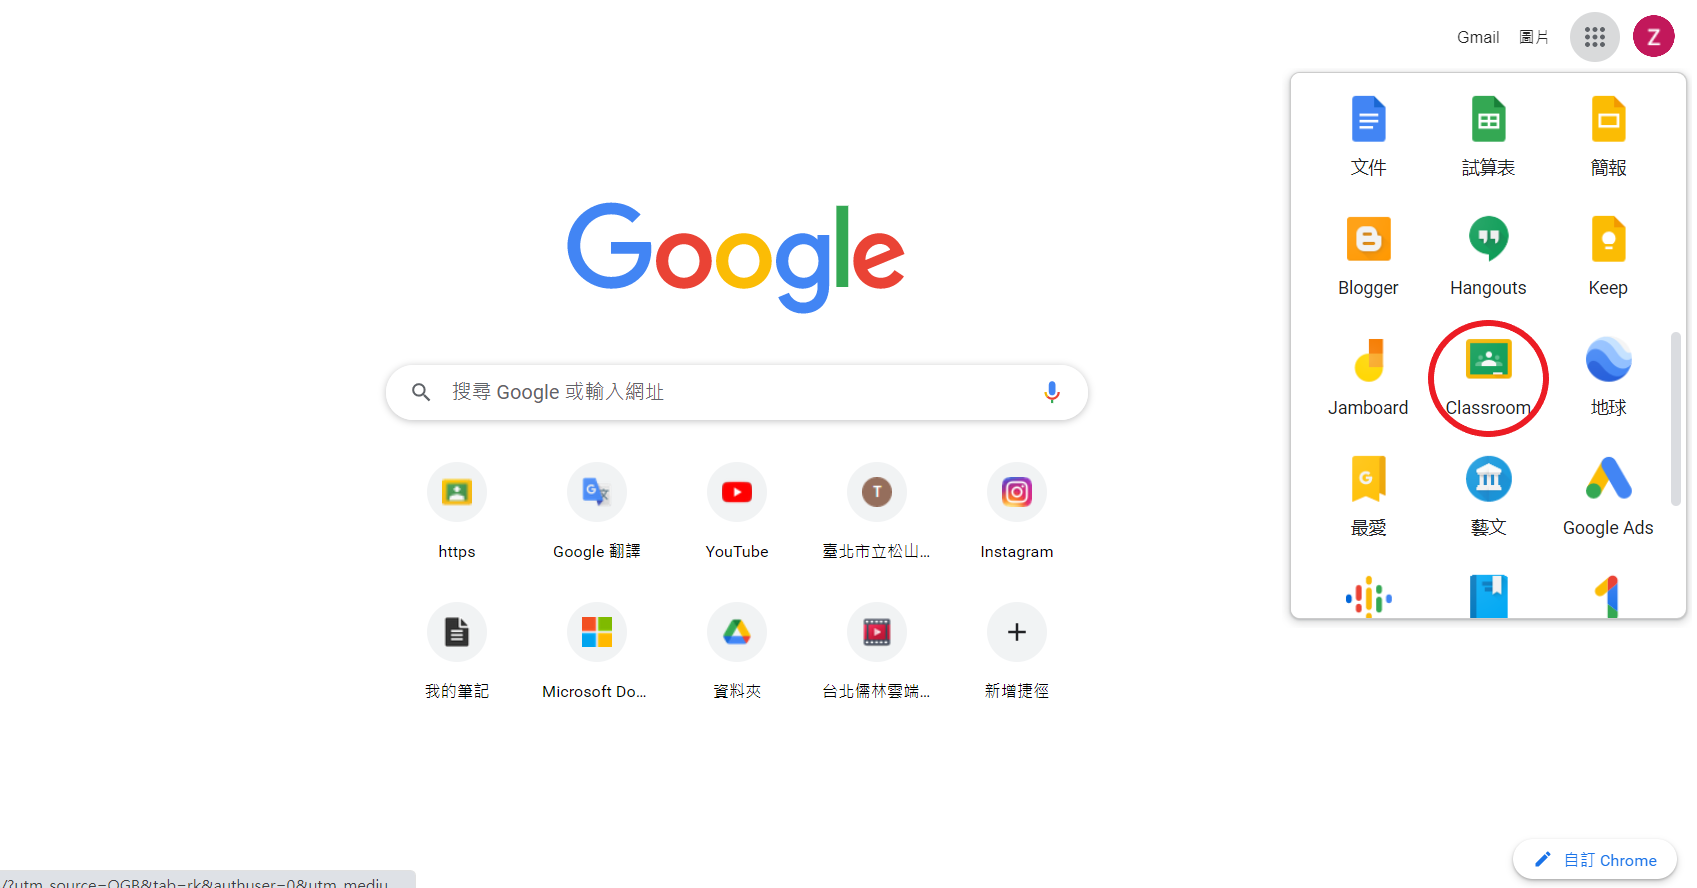 Gmail 圖片
Z
文件 試算表 簡報
Google
Blogger Hangouts Keep
搜尋 Google 或輸入網址
Jamboard Classroom 地球
T
https Google 翻譯 YouTube 臺北市立松山... Instagram
最愛 藝文 Google Ads
我的筆記 Microsoft Do... 資料夾 台北儒林雲端... 新增捷徑
自訂 Chrome
/?utm_source=OGB&tab=rk&authuser=0&utm_mediu...